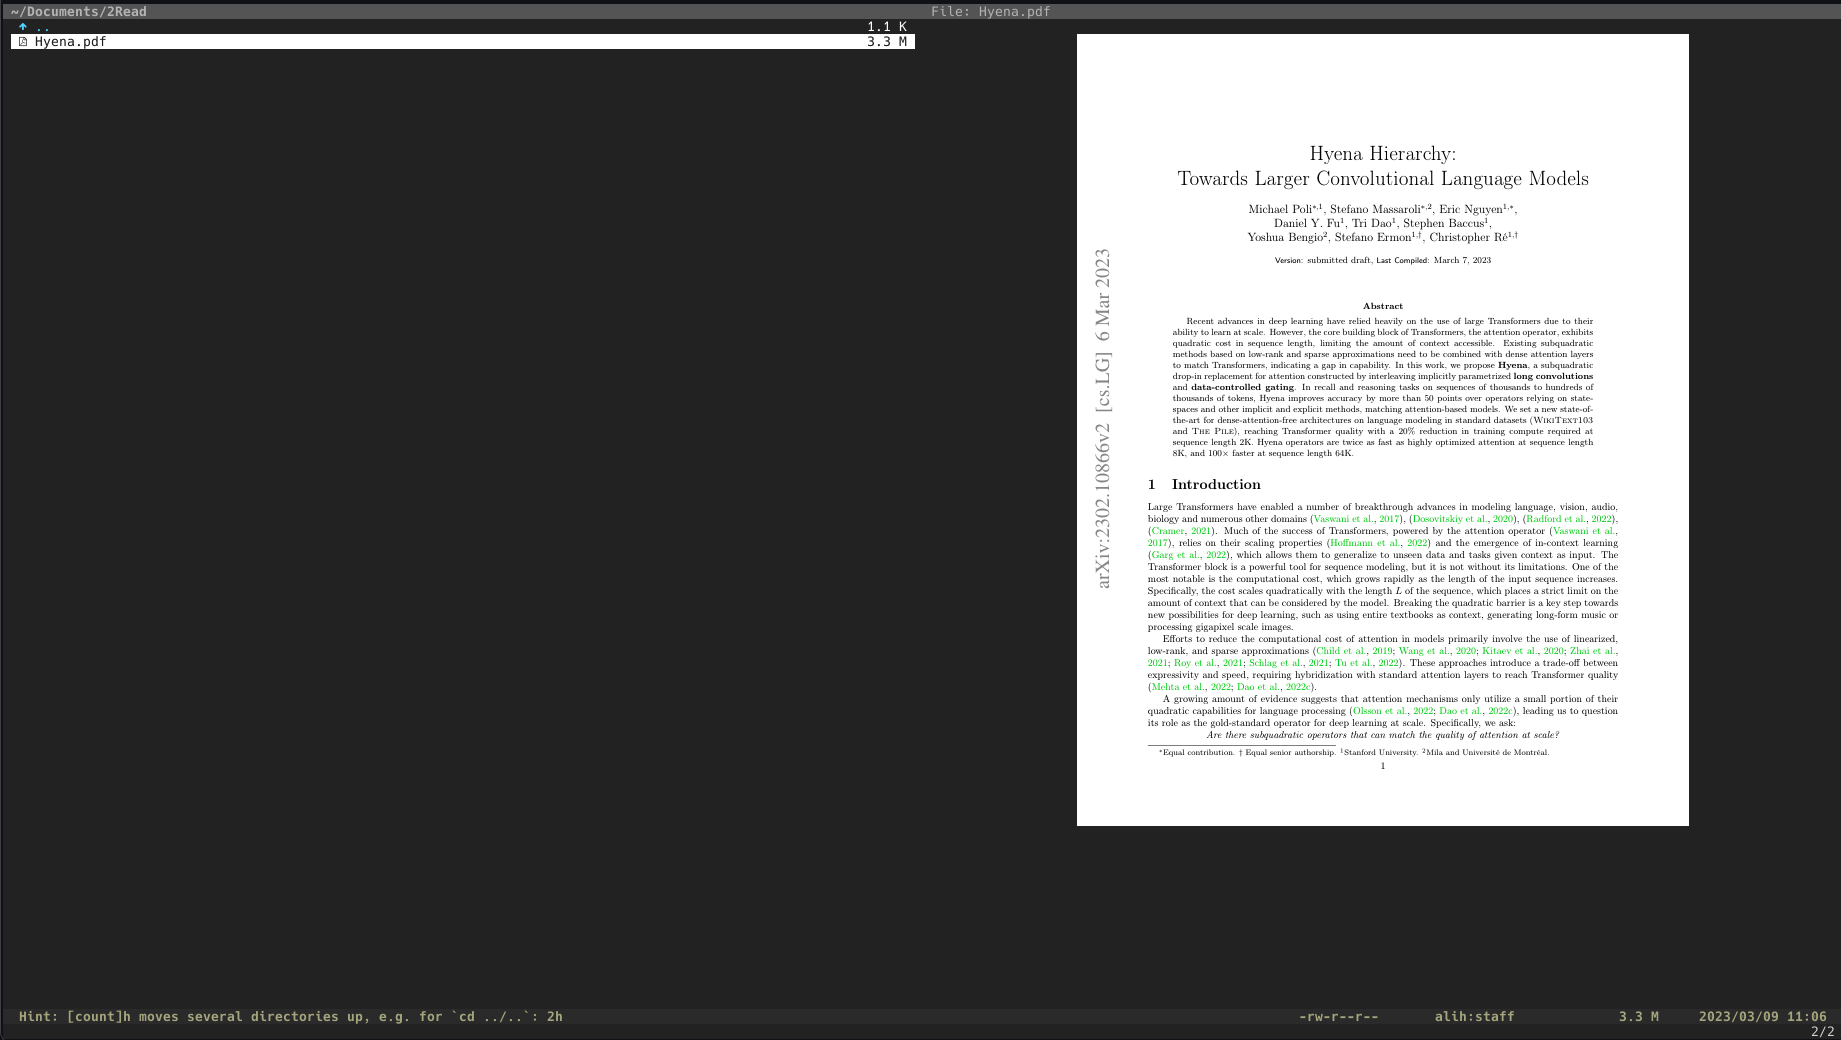 ~/Documents/2Read
File: Hyena.pdf
..
1.1 K
Hyena.pdf
3.3 M
Hyena Hierarchy:
Towards Larger Convolutional Language Models
Michael Poli*,1, Stefano Massaroli*,2, Eric Nguyen1,*,
Daniel Y. Fu1, Tri Dao1, Stephen Baccus1,
Yoshua Bengio2, Stefano Ermon1,†, Christopher Ré1,†
Version: submitted draft, Last Compiled: March 7, 2023
arXiv:2302.10866v2 [cs.LG] 6 Mar 2023
Abstract
Recent advances in deep learning have relied heavily on the use of large Transformers due to their
ability to learn at scale. However, the core building block of Transformers, the attention operator, exhibits
quadratic cost in sequence length, limiting the amount of context accessible. Existing subquadratic
methods based on low-rank and sparse approximations need to be combined with dense attention layers
to match Transformers, indicating a gap in capability. In this work, we propose Hyena, a subquadratic
drop-in replacement for attention constructed by interleaving implicitly parametrized long convolutions
and data-controlled gating. In recall and reasoning tasks on sequences of thousands to hundreds of
thousands of tokens, Hyena improves accuracy by more than 50 points over operators relying on state-
spaces and other implicit and explicit methods, matching attention-based models. We set a new state-of-
the-art for dense-attention-free architectures on language modeling in standard datasets (WikiText103
and The Pile), reaching Transformer quality with a 20% reduction in training compute required at
sequence length 2K. Hyena operators are twice as fast as highly optimized attention at sequence length
8K, and 100× faster at sequence length 64K.
1 Introduction
Large Transformers have enabled a number of breakthrough advances in modeling language, vision, audio,
biology and numerous other domains (Vaswani et al., 2017), (Dosovitskiy et al., 2020), (Radford et al., 2022),
(Cramer, 2021). Much of the success of Transformers, powered by the attention operator (Vaswani et al.,
2017), relies on their scaling properties (Hoffmann et al., 2022) and the emergence of in-context learning
(Garg et al., 2022), which allows them to generalize to unseen data and tasks given context as input. The
Transformer block is a powerful tool for sequence modeling, but it is not without its limitations. One of the
most notable is the computational cost, which grows rapidly as the length of the input sequence increases.
Specifically, the cost scales quadratically with the length L of the sequence, which places a strict limit on the
amount of context that can be considered by the model. Breaking the quadratic barrier is a key step towards
new possibilities for deep learning, such as using entire textbooks as context, generating long-form music or
processing gigapixel scale images.
Efforts to reduce the computational cost of attention in models primarily involve the use of linearized,
low-rank, and sparse approximations (Child et al., 2019; Wang et al., 2020; Kitaev et al., 2020; Zhai et al.,
2021; Roy et al., 2021; Schlag et al., 2021; Tu et al., 2022). These approaches introduce a trade-off between
expressivity and speed, requiring hybridization with standard attention layers to reach Transformer quality
(Mehta et al., 2022; Dao et al., 2022c).
A growing amount of evidence suggests that attention mechanisms only utilize a small portion of their
quadratic capabilities for language processing (Olsson et al., 2022; Dao et al., 2022c), leading us to question
its role as the gold-standard operator for deep learning at scale. Specifically, we ask:
Are there subquadratic operators that can match the quality of attention at scale?
*Equal contribution. † Equal senior authorship. 1Stanford University. 2Mila and Université de Montréal.
1
Hint: [count]h moves several directories up, e.g. for `cd ../..`: 2h
-rw-r--r-- alih:staff 3.3 M 2023/03/09 11:06
2/2